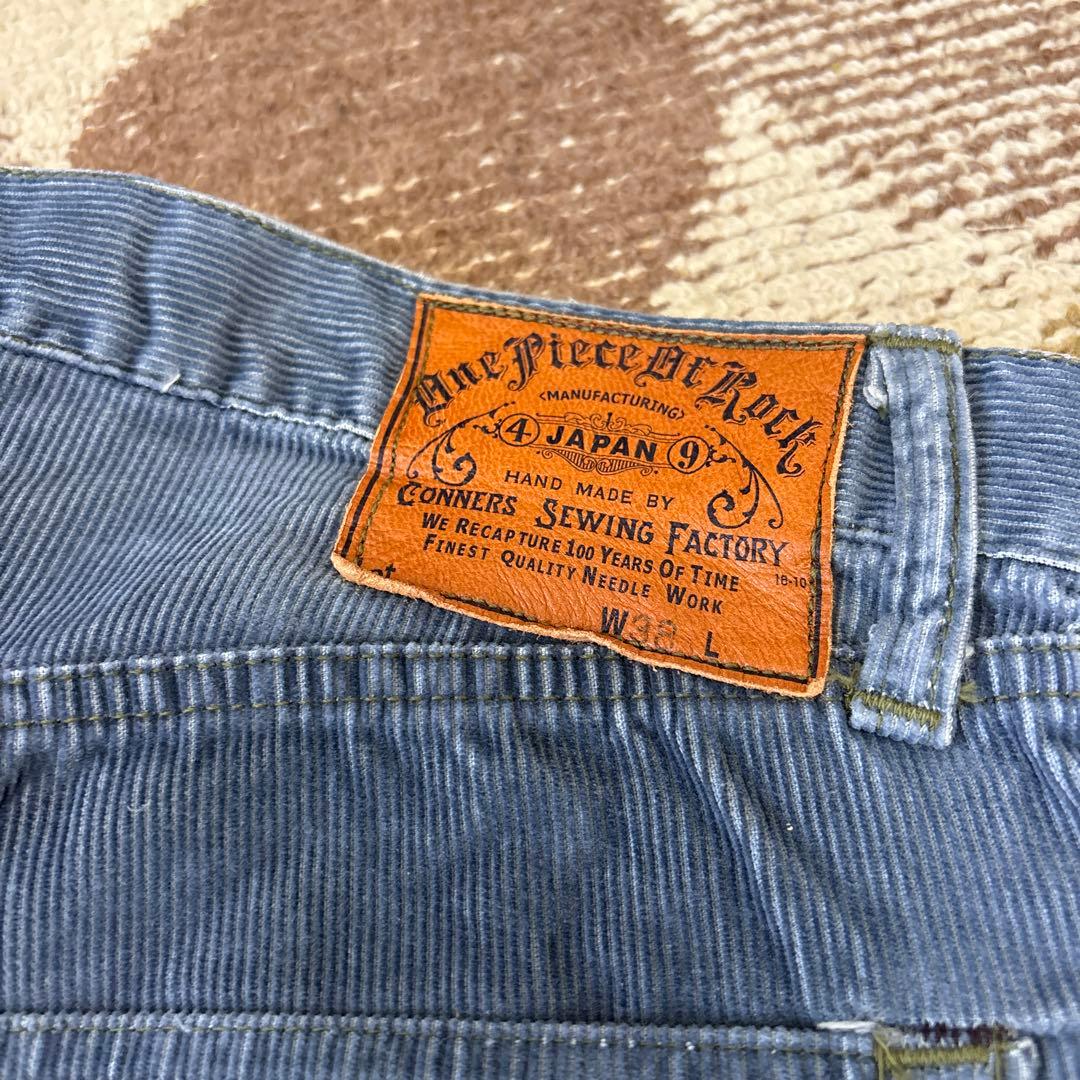 One Piece Of Rock
<MANUFACTURING>
4 JAPAN 9
HAND MADE BY
CONNERS SEWING FACTORY
WE RECAPTURE 100 YEARS OF TIME
FINEST QUALITY NEEDLE WORK
18-10
W38 L